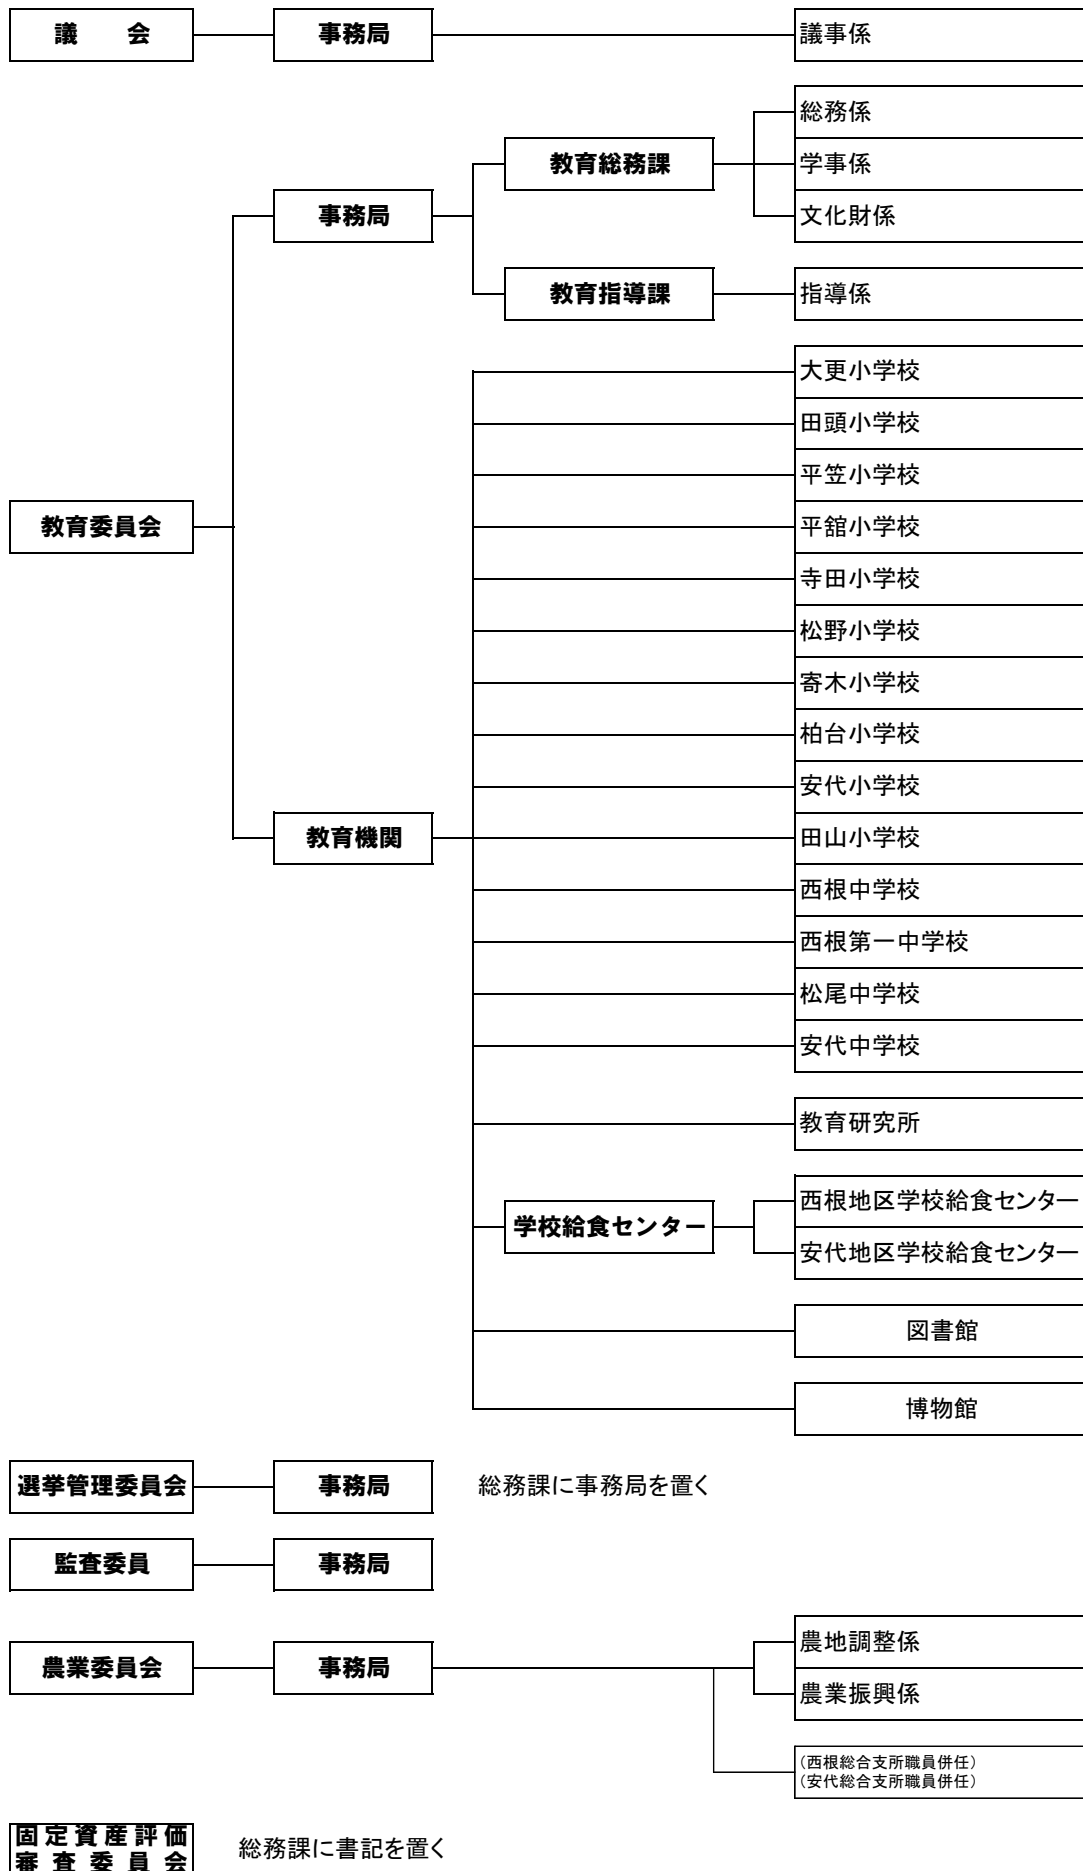 議　会
事務局
議事係
総務係
教育総務課
学事係
事務局
文化財係
教育指導課
指導係
大更小学校
田頭小学校
平笠小学校
教育委員会
平舘小学校
寺田小学校
松野小学校
寄木小学校
柏台小学校
安代小学校
教育機関
田山小学校
西根中学校
西根第一中学校
松尾中学校
安代中学校
教育研究所
学校給食センター
西根地区学校給食センター
安代地区学校給食センター
図書館
博物館
選挙管理委員会
事務局
総務課に事務局を置く
監査委員
事務局
農業委員会
事務局
農地調整係
農業振興係
（西根総合支所職員併任）
（安代総合支所職員併任）
固定資産評価
審査委員会
総務課に書記を置く